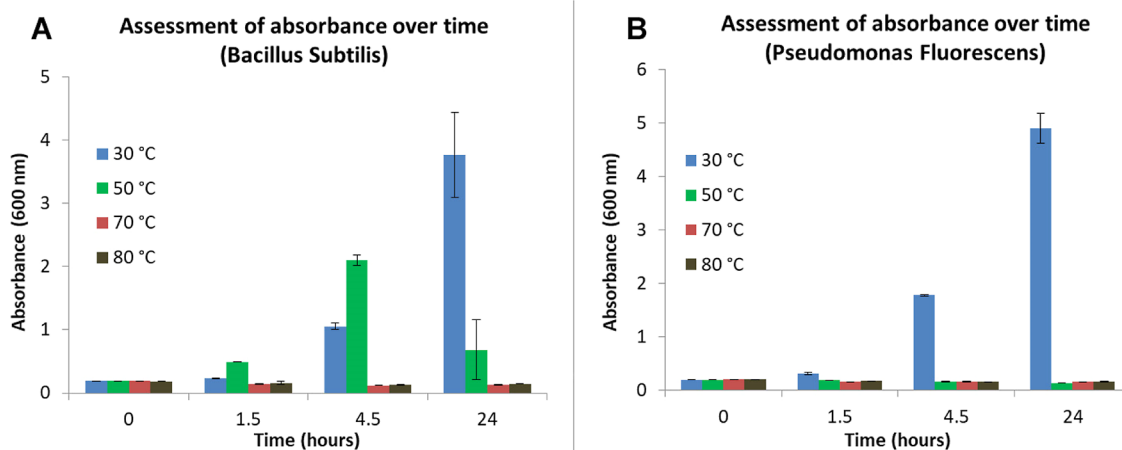 A
Assessment of absorbance over time
(Bacillus Subtilis)
5
4
3
2
1
0
Absorbance (600 nm)
30 °C
50 °C
70 °C
80 °C
0 1.5 4.5 24
Time (hours)
B
Assessment of absorbance over time
(Pseudomonas Fluorescens)
6
5
4
3
2
1
0
Absorbance (600 nm)
30 °C
50 °C
70 °C
80 °C
0 1.5 4.5 24
Time (hours)